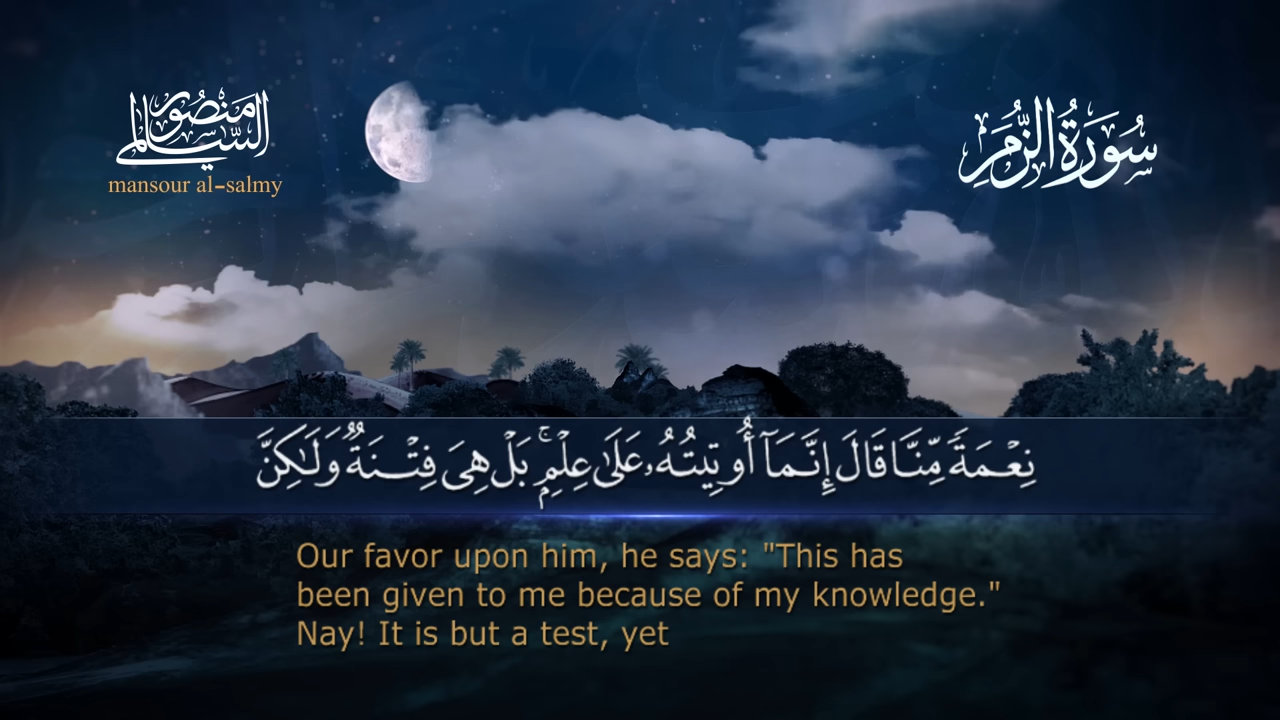 منصور السالمي
mansour al-salmy
سُورَةُ الزُّمَرِ
نِعْمَةً مِّنَّا قَالَ إِنَّمَآ أُوتِيتُهُۥ عَلَىٰ عِلْمٍۭ ۚ بَلْ هِىَ فِتْنَةٌ وَلَـٰكِنَّ
Our favor upon him, he says: "This has
been given to me because of my knowledge."
Nay! It is but a test, yet